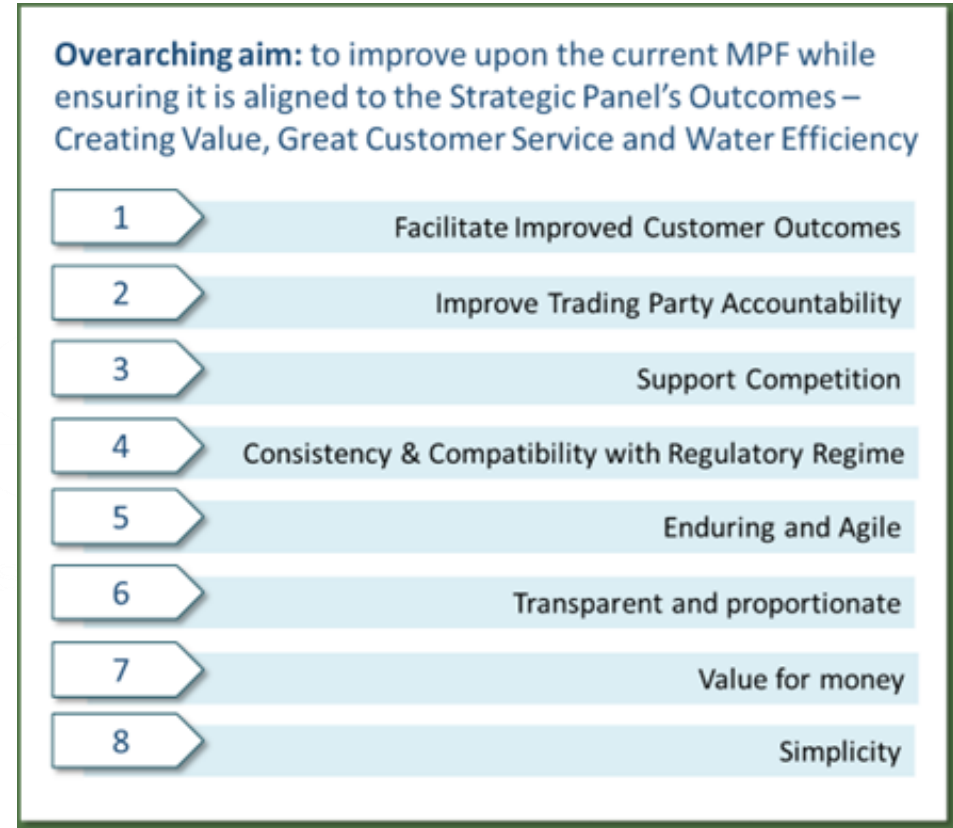 Overarching aim: to improve upon the current MPF while
ensuring it is aligned to the Strategic Panel's Outcomes –
Creating Value, Great Customer Service and Water Efficiency
1 Facilitate Improved Customer Outcomes
2 Improve Trading Party Accountability
3 Support Competition
4 Consistency & Compatibility with Regulatory Regime
5 Enduring and Agile
6 Transparent and proportionate
7 Value for money
8 Simplicity